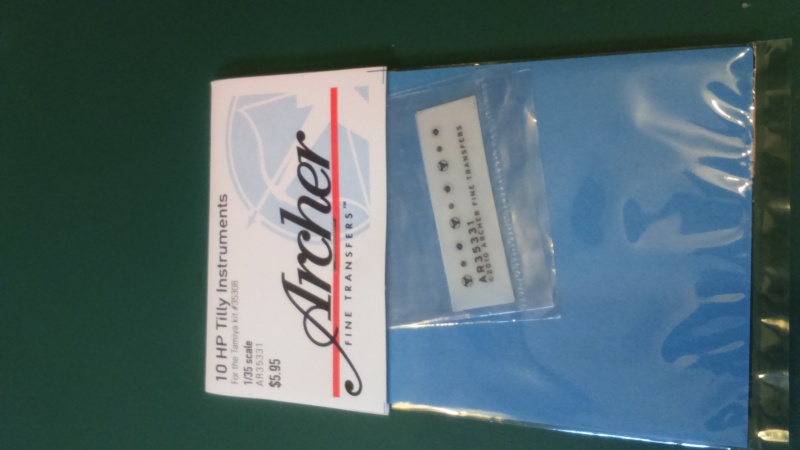 10 HP Tilly Instruments
For the Tamiya kit #35308
1/35 scale
AR35331
$5.95
Archer
FINE TRANSFERS™
AR35331
©2010 ARCHER FINE TRANSFERS